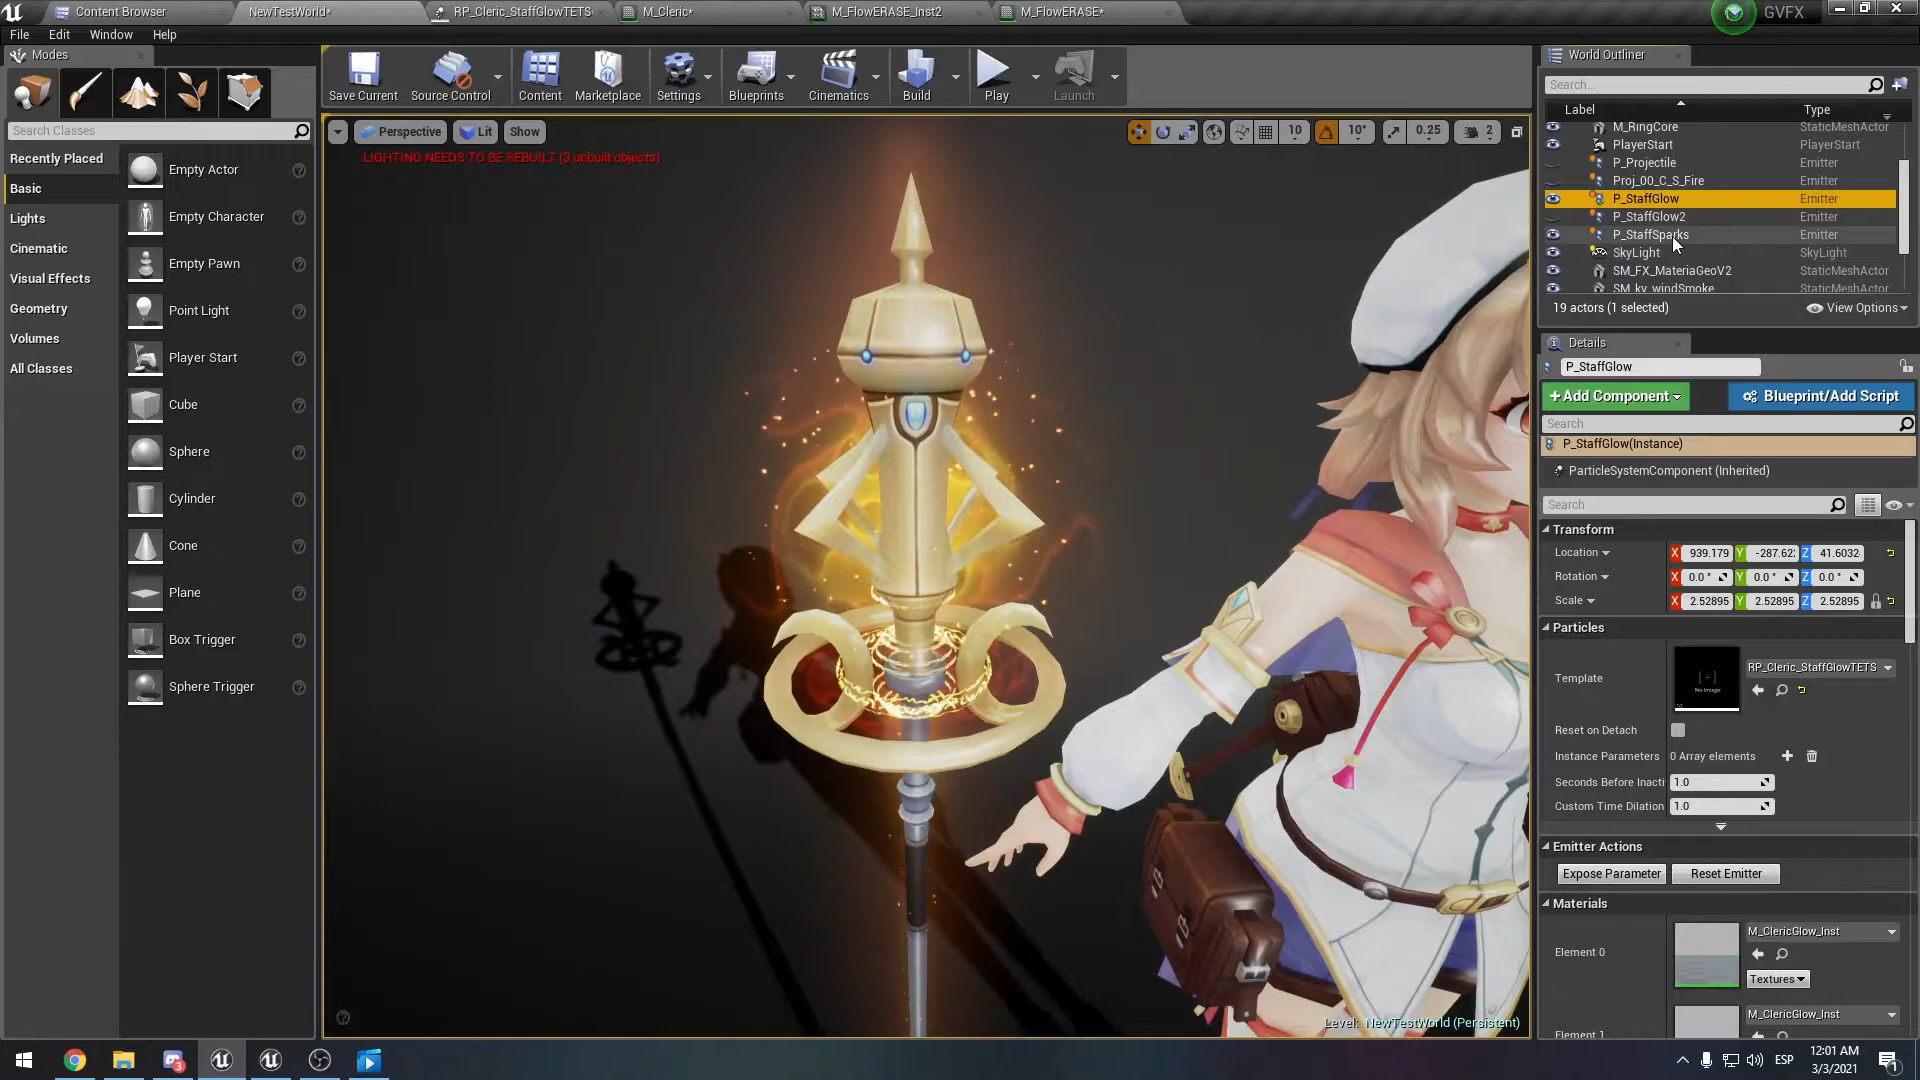 Content Browser
NewTestWorld*
RP_Cleric_StaffGlowTETS
M_Cleric*
M_FlowERASE_Inst2
M_FlowERASE*
GVFX
File Edit Window Help
Modes
Search Classes
Recently Placed
Basic
Lights
Cinematic
Visual Effects
Geometry
Volumes
All Classes
Empty Actor
Empty Character
Empty Pawn
Point Light
Player Start
Cube
Sphere
Cylinder
Cone
Plane
Box Trigger
Sphere Trigger
Save Current
Source Control
Content
Marketplace
Settings
Blueprints
Cinematics
Build
Play
Launch
Perspective
Lit
Show
10
10°
0.25
2
LIGHTING NEEDS TO BE REBUILT (3 unbuilt objects)
Level: NewTestWorld (Persistent)
World Outliner
Search...
Label Type
M_RingCore StaticMeshActor
PlayerStart PlayerStart
P_Projectile Emitter
Proj_00_C_S_Fire Emitter
P_StaffGlow Emitter
P_StaffGlow2 Emitter
P_StaffSparks Emitter
SkyLight SkyLight
SM_FX_MateriaGeoV2 StaticMeshActor
SM_ky_windSmoke StaticMeshActor
19 actors (1 selected)
View Options
Details
P_StaffGlow
+ Add Component
Blueprint/Add Script
Search
P_StaffGlow(Instance)
ParticleSystemComponent (Inherited)
Search
Transform
Location X 939.179 Y -287.62 Z 41.6032
Rotation X 0.0 ° Y 0.0 ° Z 0.0 °
Scale X 2.52895 Y 2.52895 Z 2.52895
Particles
Template
No Image
RP_Cleric_StaffGlowTETS
Reset on Detach
Instance Parameters 0 Array elements
Seconds Before Inacti 1.0
Custom Time Dilation 1.0
Emitter Actions
Expose Parameter
Reset Emitter
Materials
Element 0
M_ClericGlow_Inst
Textures
Element 1
M_ClericGlow_Inst
3
ESP
12:01 AM
3/3/2021
1